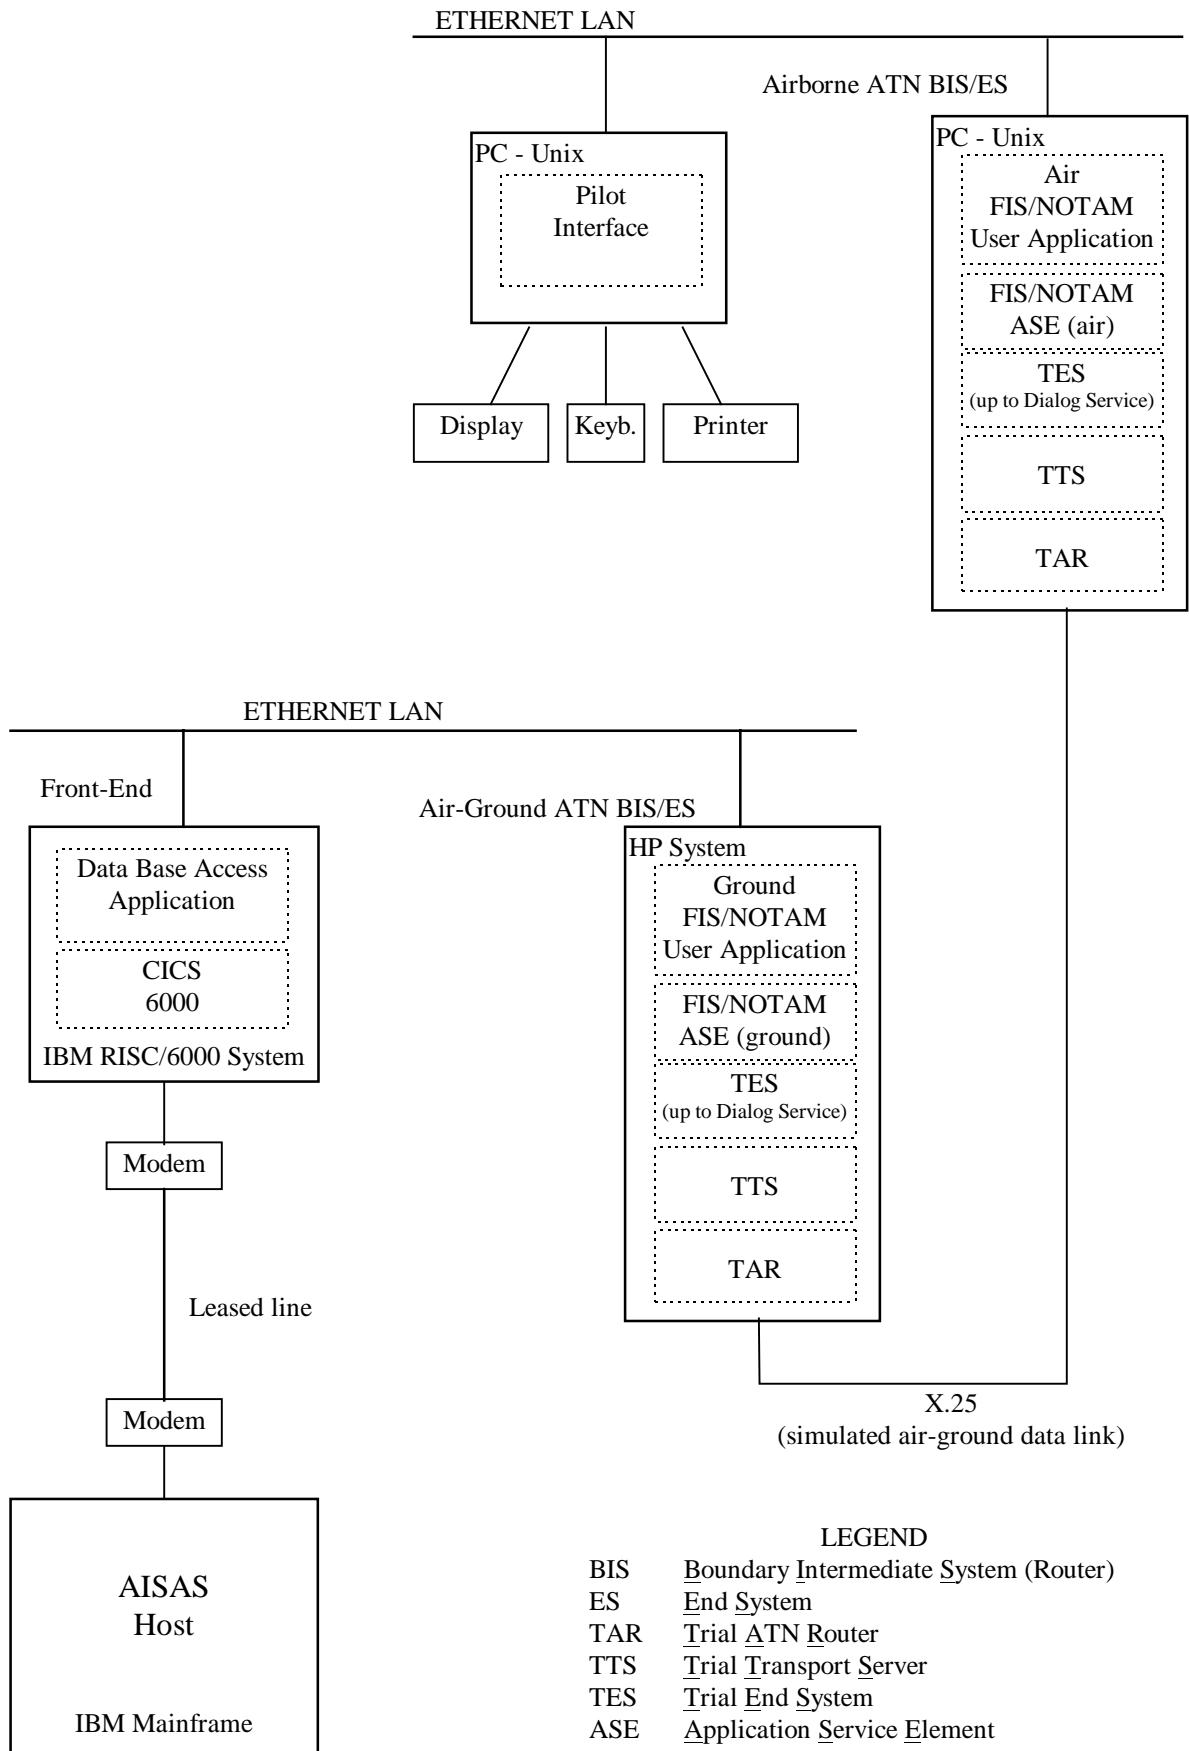 ETHERNET LAN
Airborne ATN BIS/ES
PC - Unix
Pilot
Interface
Display
Keyb.
Printer
PC - Unix
Air
FIS/NOTAM
User Application
FIS/NOTAM
ASE (air)
TES
(up to Dialog Service)
TTS
TAR
ETHERNET LAN
Front-End
Data Base Access
Application
CICS
6000
IBM RISC/6000 System
Modem
Leased line
Modem
AISAS
Host
IBM Mainframe
Air-Ground ATN BIS/ES
HP System
Ground
FIS/NOTAM
User Application
FIS/NOTAM
ASE (ground)
TES
(up to Dialog Service)
TTS
TAR
X.25
(simulated air-ground data link)
LEGEND
BIS Boundary Intermediate System (Router)
ES End System
TAR Trial ATN Router
TTS Trial Transport Server
TES Trial End System
ASE Application Service Element